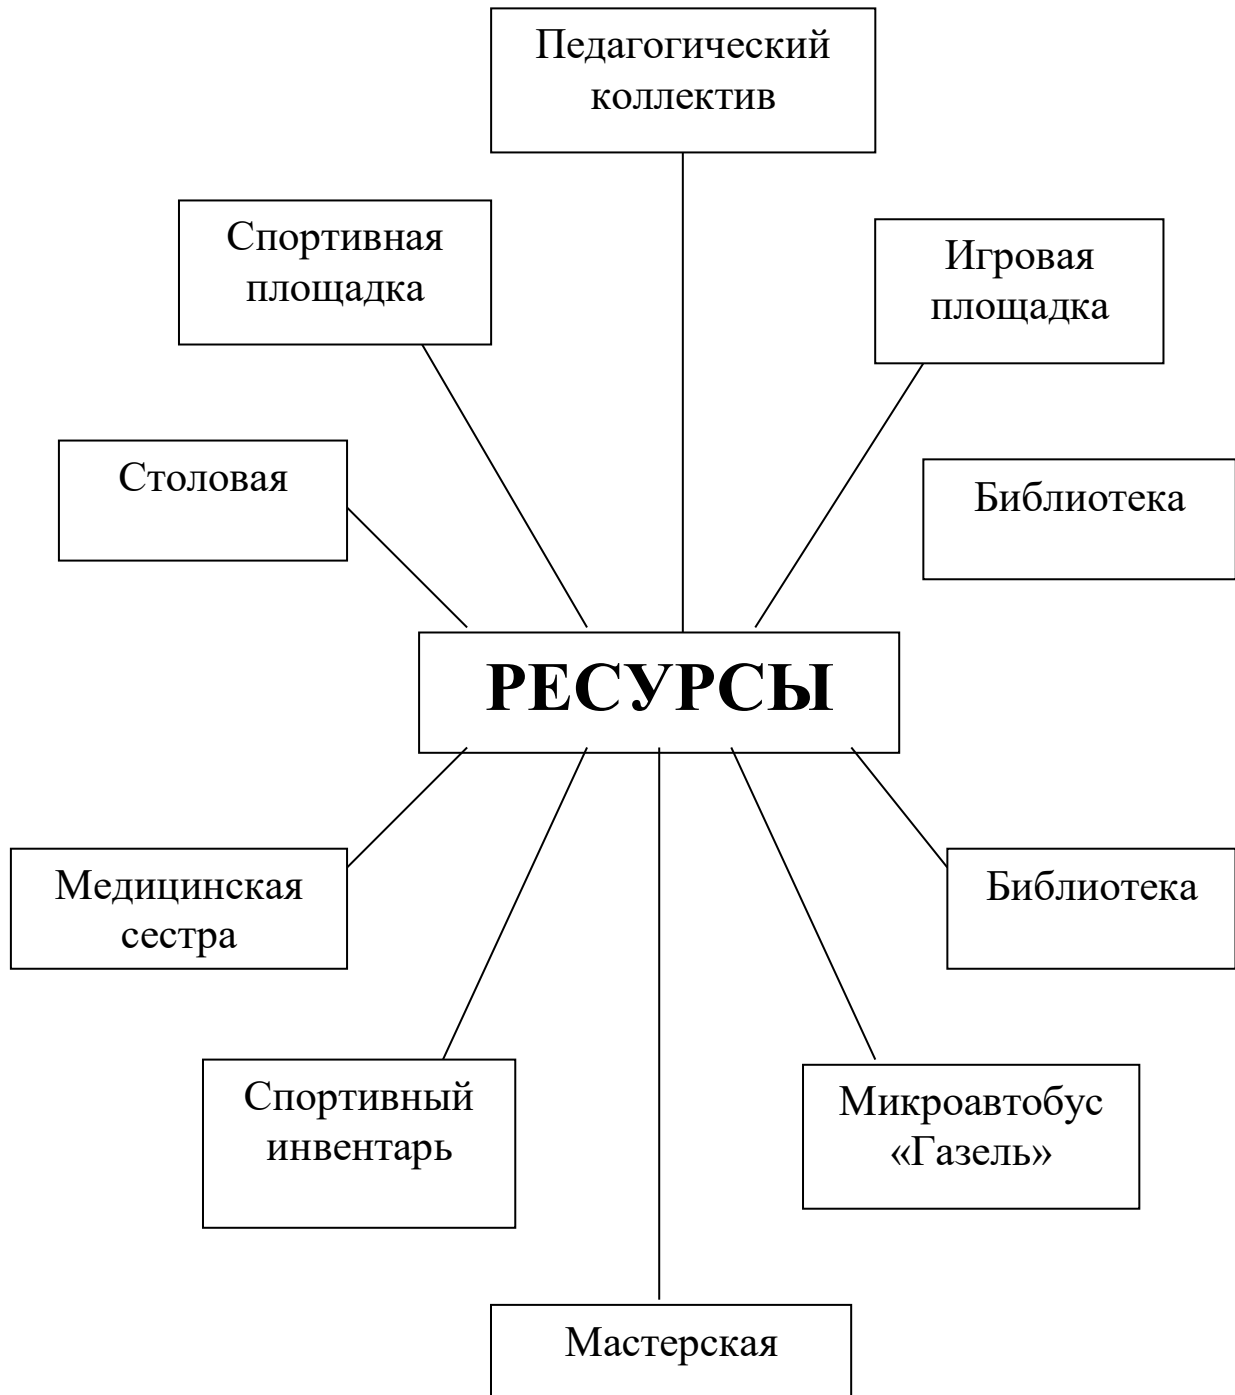 Педагогический
коллектив
Спортивная
площадка
Игровая
площадка
Столовая
Библиотека
РЕСУРСЫ
Медицинская
сестра
Библиотека
Спортивный
инвентарь
Микроавтобус
«Газель»
Мастерская